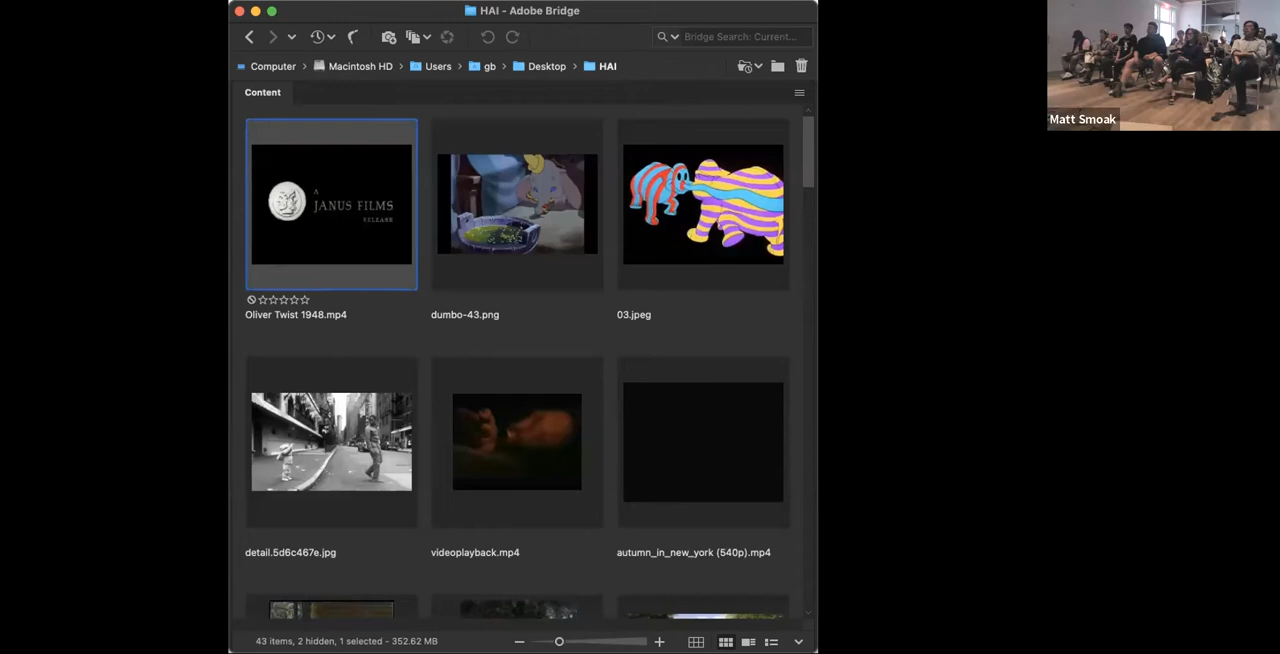 HAI - Adobe Bridge
Bridge Search: Current...
Computer > Macintosh HD > Users > gb > Desktop > HAI
Content
A
JANUS FILMS
RELEASE
Oliver Twist 1948.mp4
dumbo-43.png
03.jpeg
detail.5d6c467e.jpg
videoplayback.mp4
autumn_in_new_york (540p).mp4
43 items, 2 hidden, 1 selected - 352.62 MB
Matt Smoak